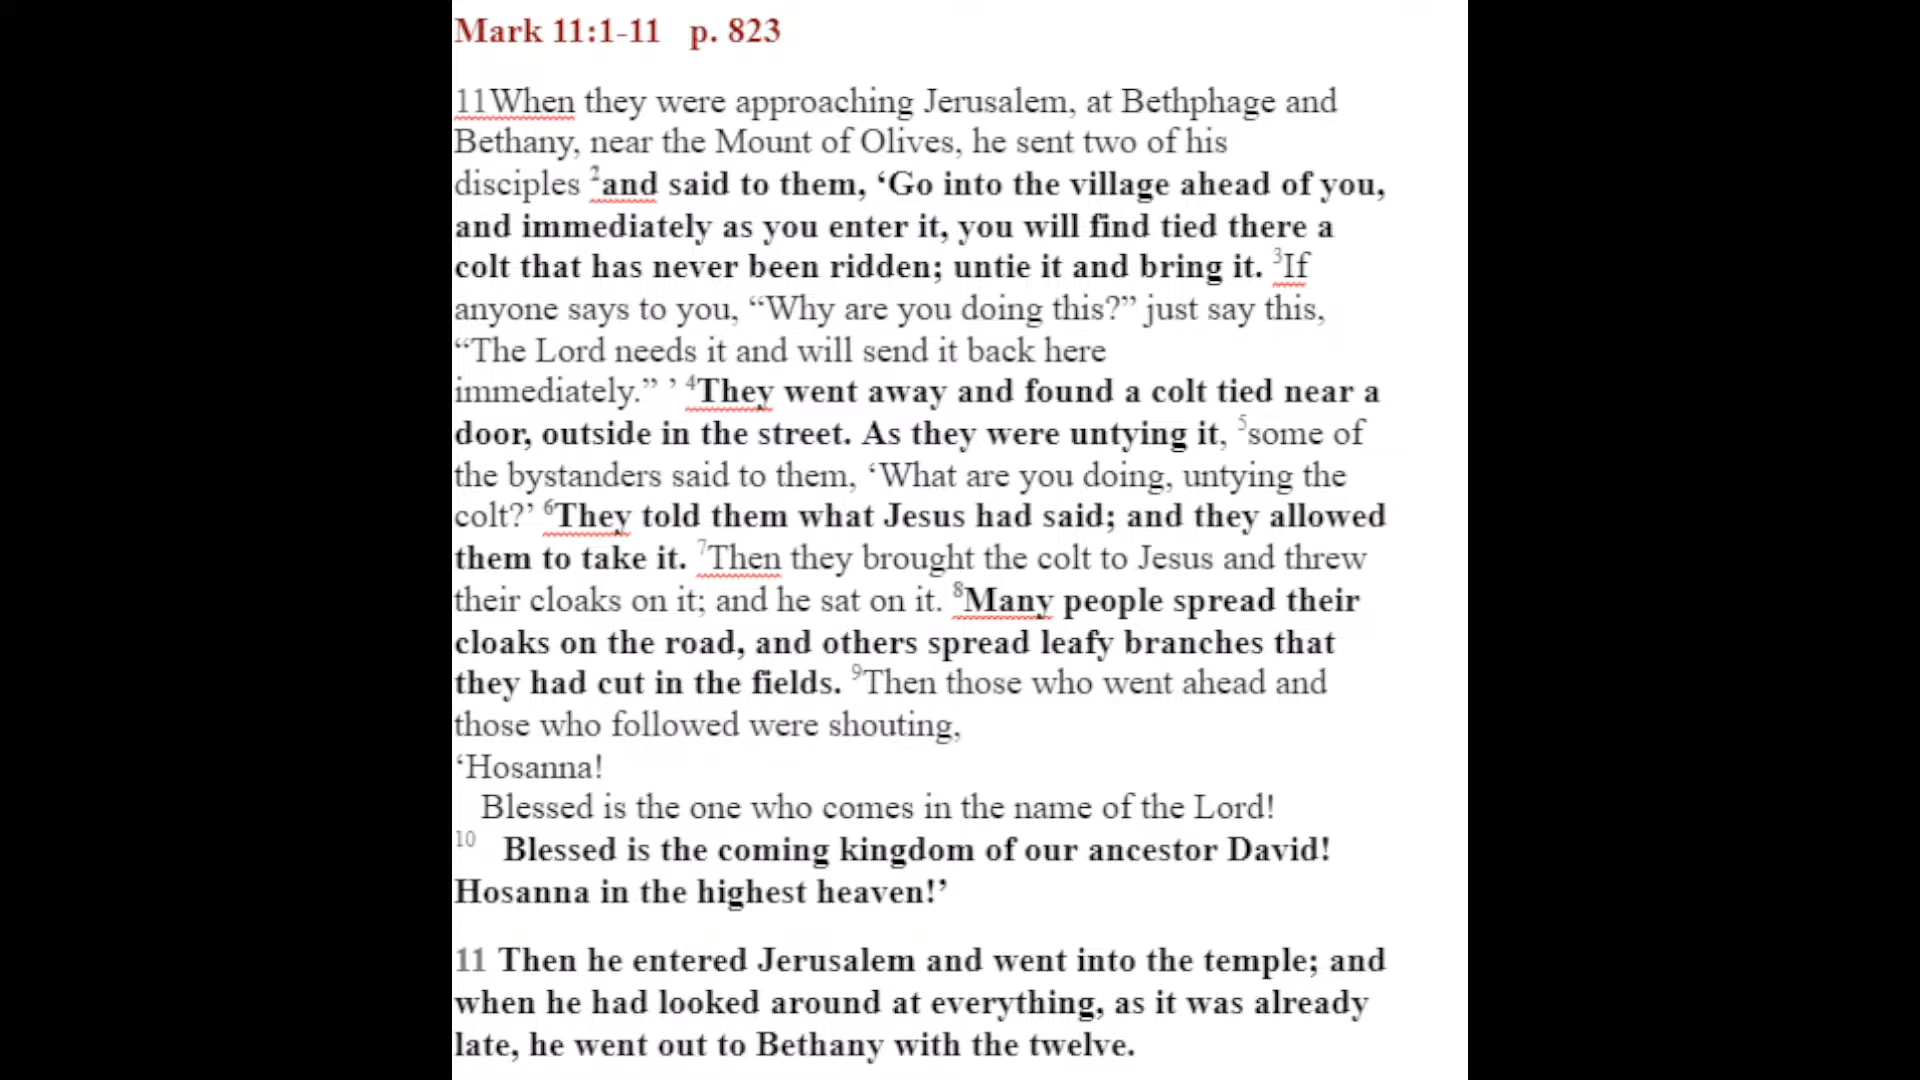 Mark 11:1-11 p. 823
11When they were approaching Jerusalem, at Bethphage and
Bethany, near the Mount of Olives, he sent two of his
disciples 2and said to them, ‘Go into the village ahead of you,
and immediately as you enter it, you will find tied there a
colt that has never been ridden; untie it and bring it. 3If
anyone says to you, “Why are you doing this?” just say this,
“The Lord needs it and will send it back here
immediately.” ’ 4They went away and found a colt tied near a
door, outside in the street. As they were untying it, 5some of
the bystanders said to them, ‘What are you doing, untying the
colt?’ 6They told them what Jesus had said; and they allowed
them to take it. 7Then they brought the colt to Jesus and threw
their cloaks on it; and he sat on it. 8Many people spread their
cloaks on the road, and others spread leafy branches that
they had cut in the fields. 9Then those who went ahead and
those who followed were shouting,
‘Hosanna!
Blessed is the one who comes in the name of the Lord!
10 Blessed is the coming kingdom of our ancestor David!
Hosanna in the highest heaven!’
11 Then he entered Jerusalem and went into the temple; and
when he had looked around at everything, as it was already
late, he went out to Bethany with the twelve.